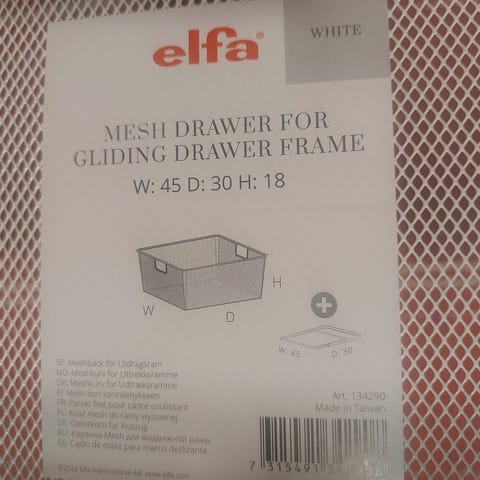 elfa®
WHITE
MESH DRAWER FOR
GLIDING DRAWER FRAME
W: 45 D: 30 H: 18
H
W
D
+
W: 45
D: 30
SE: Meshback för Utdragsram
NO: Meshkurv for Uttrekksramme
DK: Meshkurv for Udtræksramme
FI: Mesh-kori korinkehykseen
FR: Panier filet pour cadre coulissant
PL: Kosz mesh do ramy wysuwnej
DE: Gitterkorb für Auszug
RU: Корзина Mesh для выдвижной рамы
ES: Cajón de malla para marco deslizante
Art. 134290
Made in Taiwan
©2022 Elfa International AB, www.elfa.com
7 315491 3